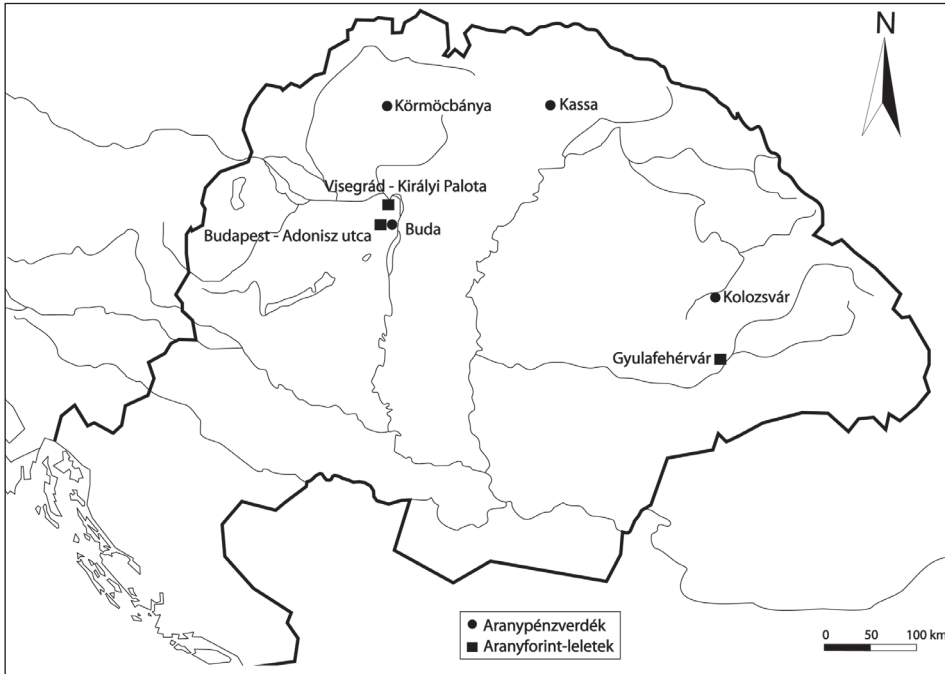 N
Körmöcbánya
Kassa
Visegrád - Királyi Palota
Budapest - Adonisz utca
Buda
Kolozsvár
Gyulafehérvár
Aranypénzverdék
Aranyforint-leletek
0 50 100 km